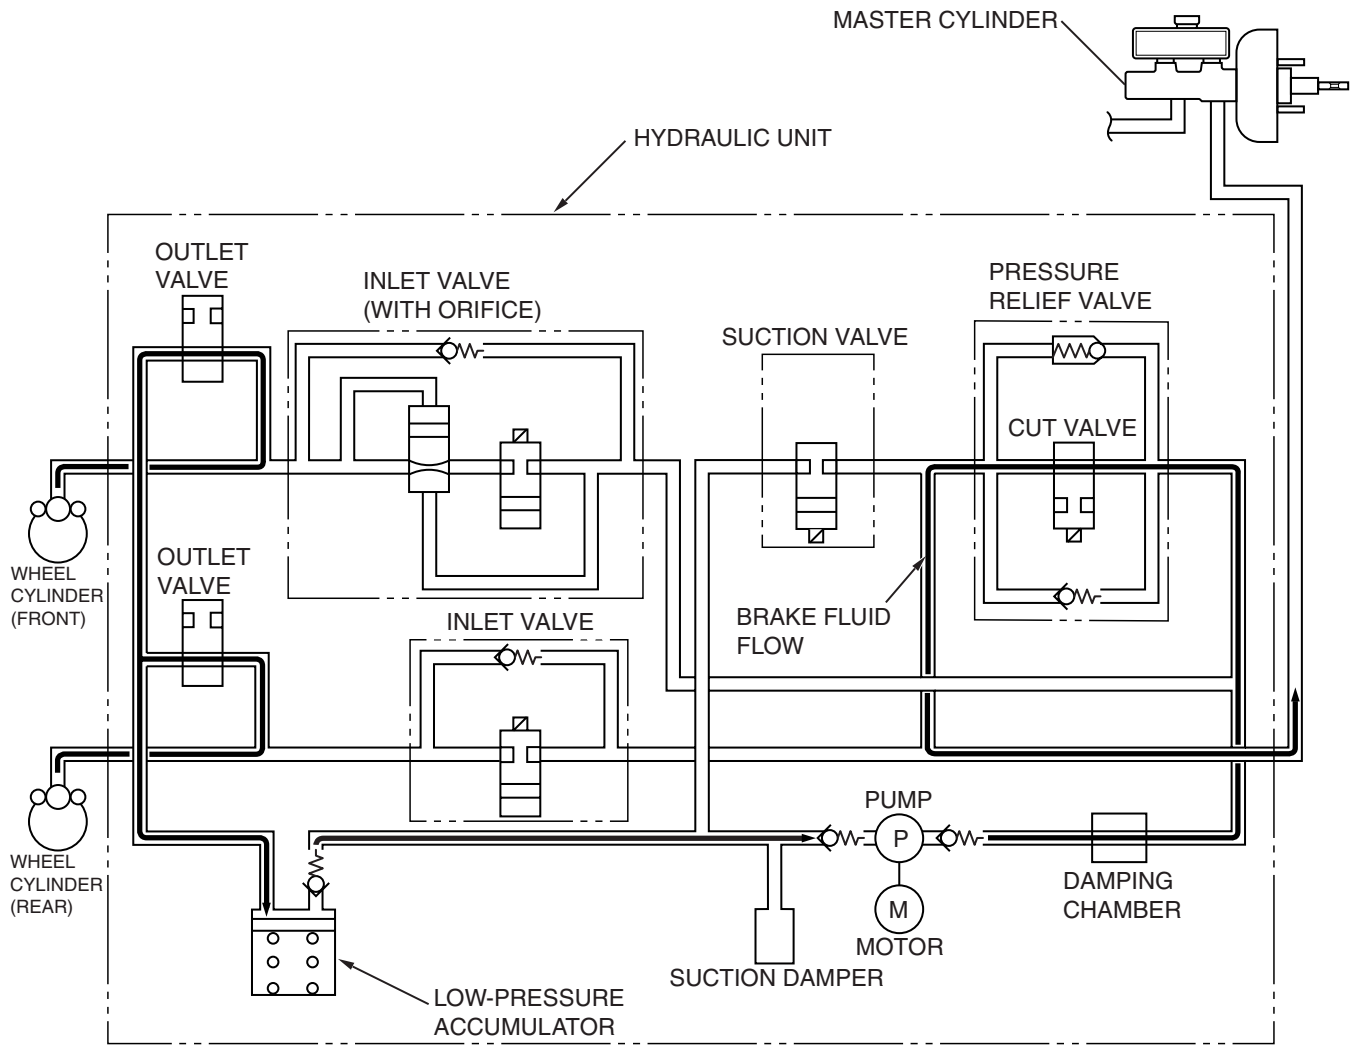 MASTER CYLINDER
HYDRAULIC UNIT
OUTLET
VALVE
INLET VALVE
(WITH ORIFICE)
PRESSURE
RELIEF VALVE
SUCTION VALVE
CUT VALVE
WHEEL
CYLINDER
(FRONT)
OUTLET
VALVE
INLET VALVE
BRAKE FLUID
FLOW
PUMP
P
WHEEL
CYLINDER
(REAR)
DAMPING
CHAMBER
M
MOTOR
SUCTION DAMPER
LOW-PRESSURE
ACCUMULATOR